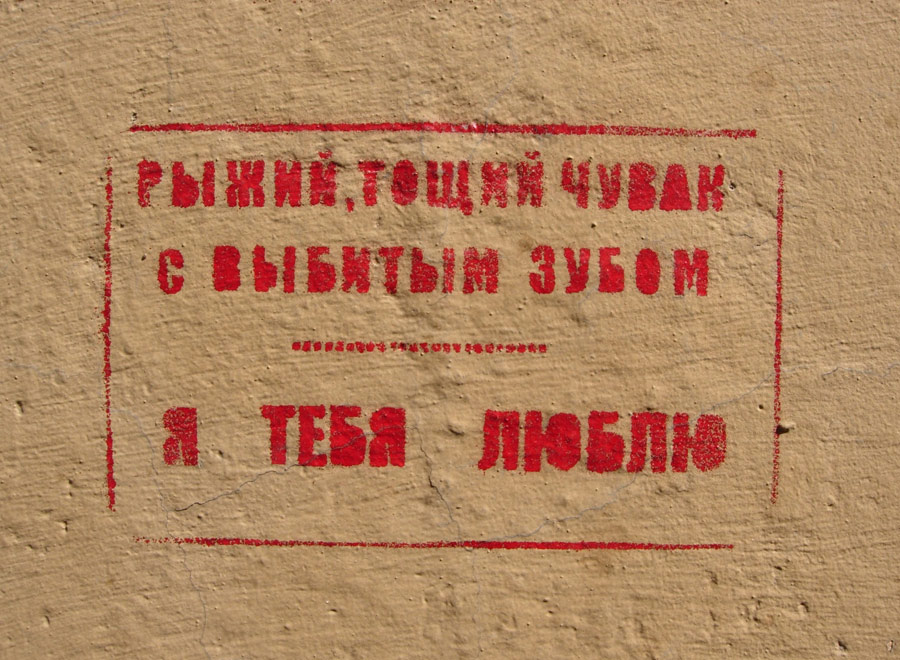 РЫЖИЙ, ТОЩИЙ ЧУВАК
С ВЫБИТЫМ ЗУБОМ
Я ТЕБЯ ЛЮБЛЮ